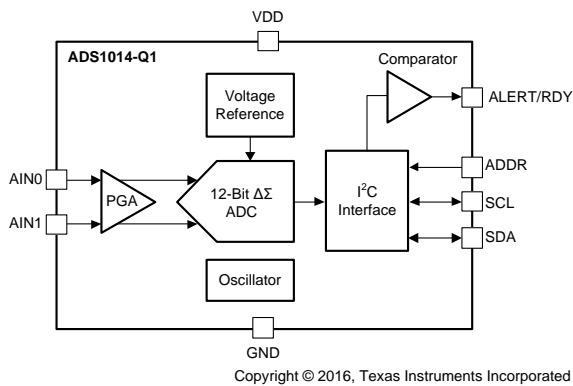 VDD
ADS1014-Q1
Comparator
Voltage
Reference
ALERT/RDY
ADDR
AIN0
PGA
12-Bit ΔΣ
ADC
I²C
Interface
SCL
AIN1
SDA
Oscillator
GND
Copyright © 2016, Texas Instruments Incorporated